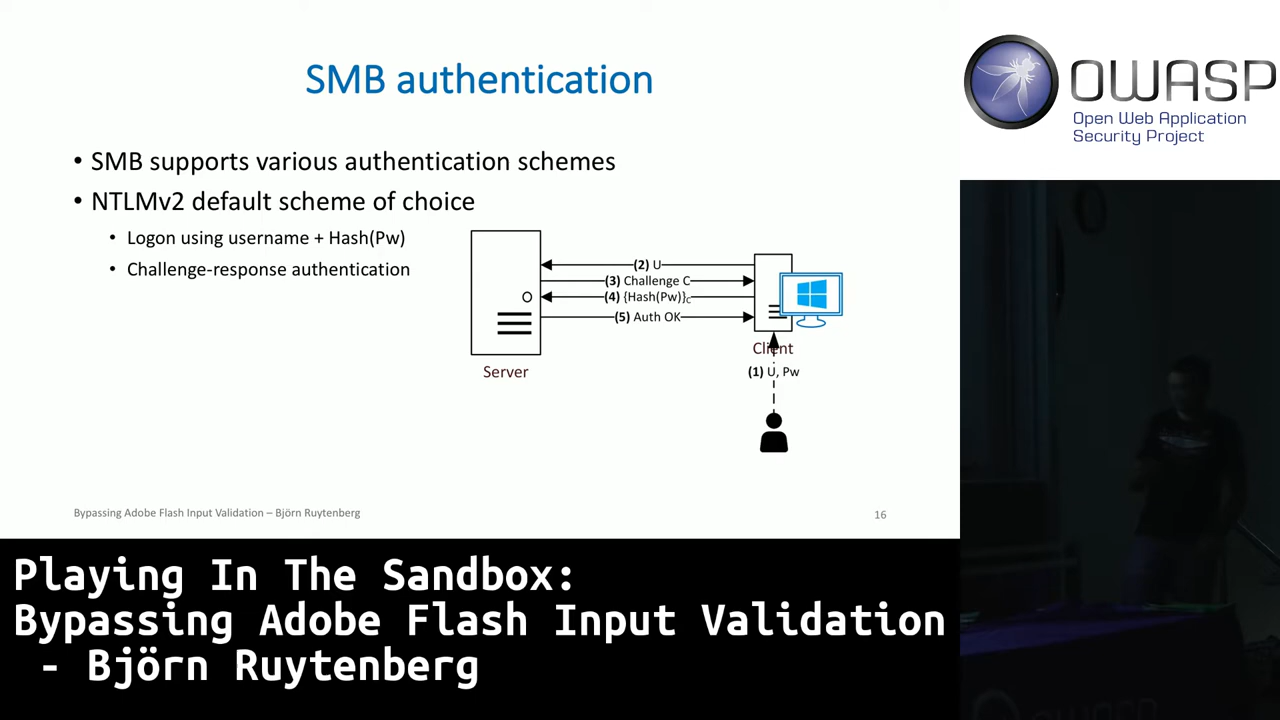 SMB authentication
• SMB supports various authentication schemes
• NTLMv2 default scheme of choice
• Logon using username + Hash(Pw)
• Challenge-response authentication
(2) U
(3) Challenge C
(4) {Hash(Pw)}C
(5) Auth OK
Server
Client
(1) U, Pw
Bypassing Adobe Flash Input Validation – Björn Ruytenberg
16
OWASP
Open Web Application
Security Project
Playing In The Sandbox:
Bypassing Adobe Flash Input Validation
- Björn Ruytenberg